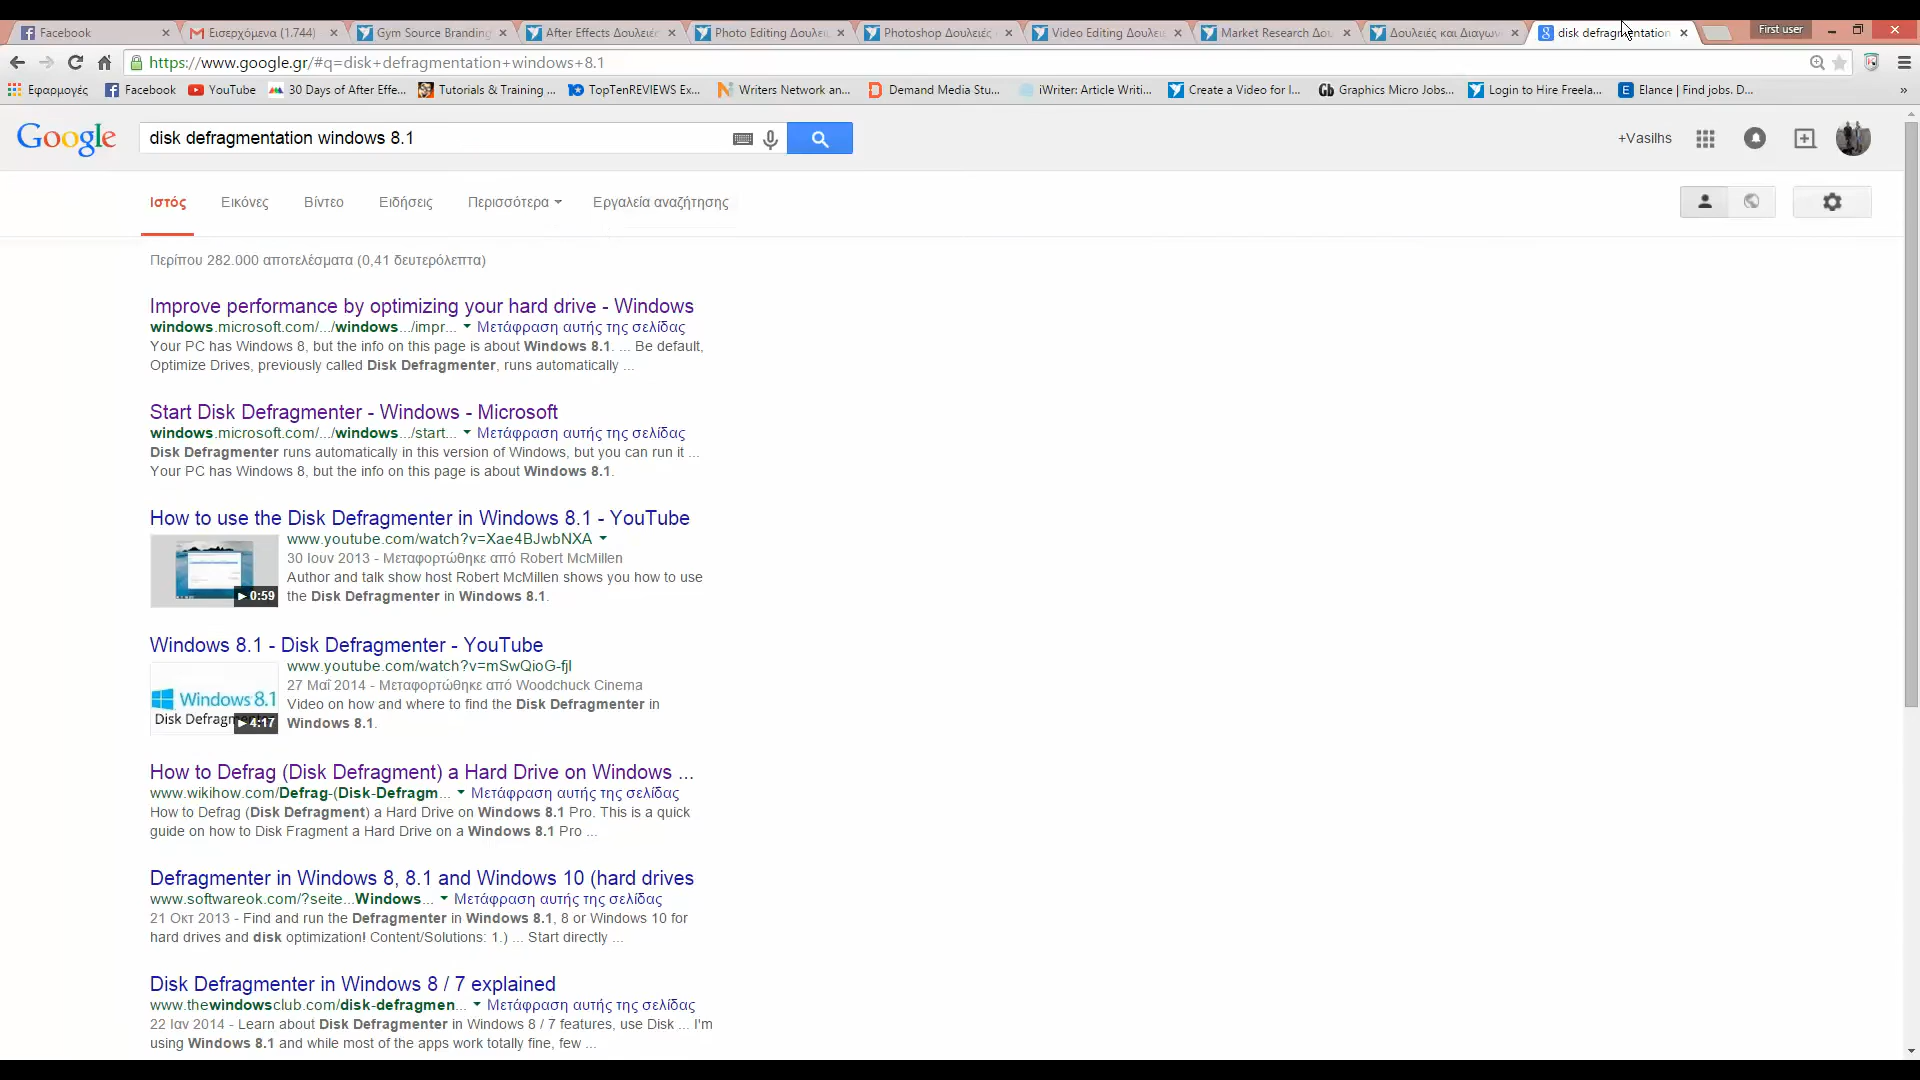 Facebook
Εισερχόμενα (1.744)
Gym Source Branding
After Effects Δουλειές
Photo Editing Δουλει
Photoshop Δουλειές
Video Editing Δουλει
Market Research Δου
Δουλειές και Διαγων
disk defragmentation
First user
https://www.google.gr/#q=disk+defragmentation+windows+8.1
Εφαρμογές
Facebook
YouTube
30 Days of After Effe...
Tutorials & Training ...
TopTenREVIEWS Ex...
Writers Network an...
Demand Media Stu...
iWriter: Article Writi...
Create a Video for I...
Graphics Micro Jobs...
Login to Hire Freela...
Elance | Find jobs. D...
»
Google
disk defragmentation windows 8.1
+Vasilhs
Ιστός
Εικόνες
Βίντεο
Ειδήσεις
Περισσότερα
Εργαλεία αναζήτησης
Περίπου 282.000 αποτελέσματα (0,41 δευτερόλεπτα)
Improve performance by optimizing your hard drive - Windows
windows.microsoft.com/.../windows.../impr... Μετάφραση αυτής της σελίδας
Your PC has Windows 8, but the info on this page is about Windows 8.1. ... Be default,
Optimize Drives, previously called Disk Defragmenter, runs automatically ...
Start Disk Defragmenter - Windows - Microsoft
windows.microsoft.com/.../windows.../start... Μετάφραση αυτής της σελίδας
Disk Defragmenter runs automatically in this version of Windows, but you can run it ...
Your PC has Windows 8, but the info on this page is about Windows 8.1.
How to use the Disk Defragmenter in Windows 8.1 - YouTube
www.youtube.com/watch?v=Xae4BJwbNXA
30 Ιουν 2013 - Μεταφορτώθηκε από Robert McMillen
Author and talk show host Robert McMillen shows you how to use
the Disk Defragmenter in Windows 8.1.
0:59
Windows 8.1 - Disk Defragmenter - YouTube
www.youtube.com/watch?v=mSwQioG-fjI
27 Μαΐ 2014 - Μεταφορτώθηκε από Woodchuck Cinema
Video on how and where to find the Disk Defragmenter in
Windows 8.1.
Windows 8.1
Disk Defragmenter
4:17
How to Defrag (Disk Defragment) a Hard Drive on Windows ...
www.wikihow.com/Defrag-(Disk-Defragm... Μετάφραση αυτής της σελίδας
How to Defrag (Disk Defragment) a Hard Drive on Windows 8.1 Pro. This is a quick
guide on how to Disk Fragment a Hard Drive on a Windows 8.1 Pro ...
Defragmenter in Windows 8, 8.1 and Windows 10 (hard drives
www.softwareok.com/?seite...Windows... Μετάφραση αυτής της σελίδας
21 Οκτ 2013 - Find and run the Defragmenter in Windows 8.1, 8 or Windows 10 for
hard drives and disk optimization! Content/Solutions: 1.) ... Start directly ...
Disk Defragmenter in Windows 8 / 7 explained
www.thewindowsclub.com/disk-defragmen... Μετάφραση αυτής της σελίδας
22 Ιαν 2014 - Learn about Disk Defragmenter in Windows 8 / 7 features, use Disk ... I'm
using Windows 8.1 and while most of the apps work totally fine, few ...